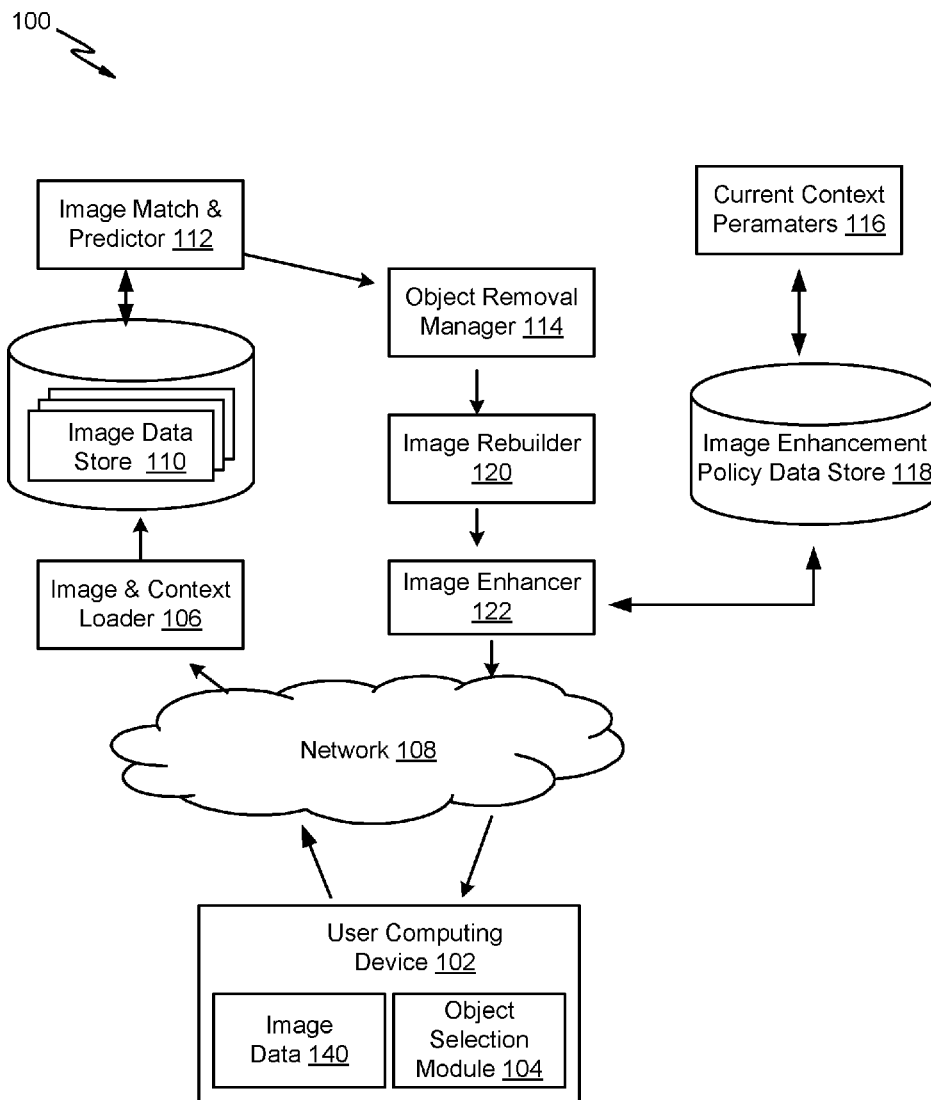 100
Image Match &
Predictor 112
Current Context
Peramaters 116
Object Removal
Manager 114
Image Data
Store 110
Image Rebuilder
120
Image Enhancement
Policy Data Store 118
Image & Context
Loader 106
Image Enhancer
122
Network 108
User Computing
Device 102
Image
Data 140
Object
Selection
Module 104